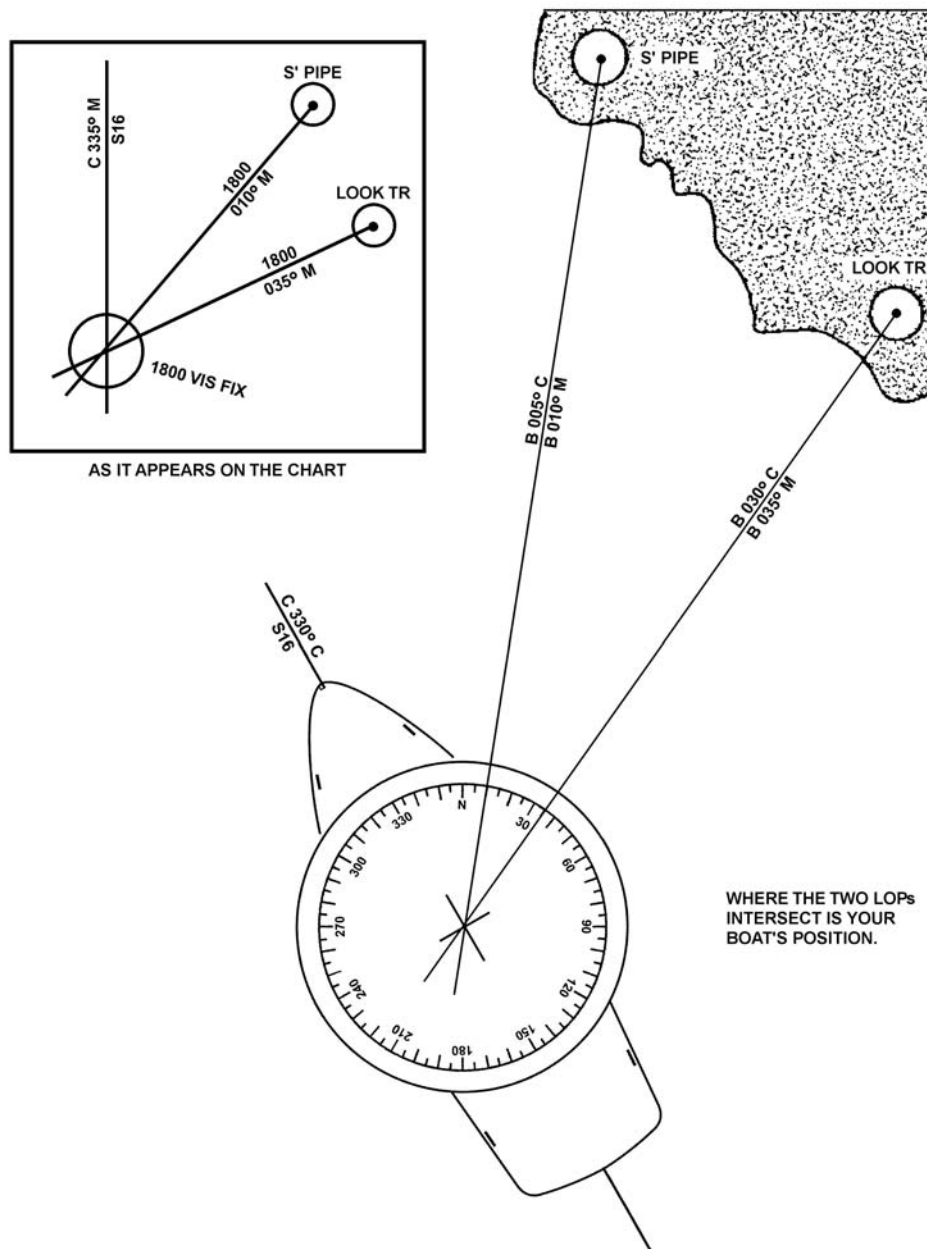 C 335° M
S16
S' PIPE
1800
010° M
LOOK TR
1800
035° M
1800 VIS FIX
AS IT APPEARS ON THE CHART
S' PIPE
LOOK TR
B 005° C
B 010° M
B 030° C
B 035° M
C 330° C
S16
N
30
60
90
120
150
180
210
240
270
300
330
WHERE THE TWO LOPs
INTERSECT IS YOUR
BOAT'S POSITION.